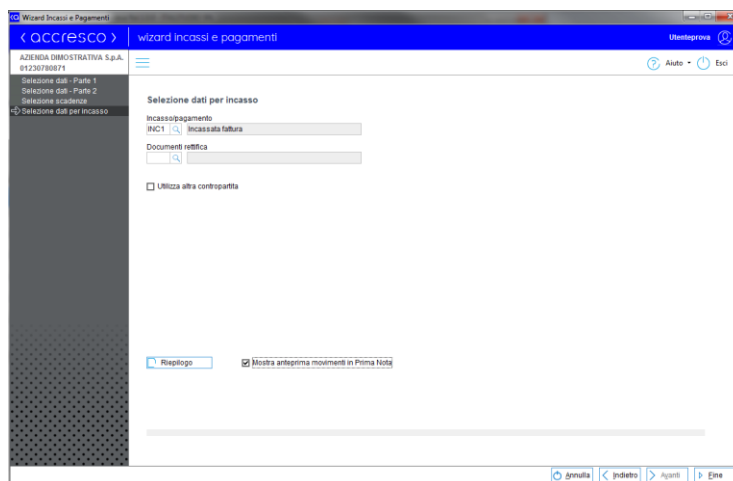 Wizard Incassi e Pagamenti
‹ accresco › wizard incassi e pagamenti Utenteprova
AZIENDA DIMOSTRATIVA S.p.A.
01230780871
Aiuto Esci
Selezione dati - Parte 1
Selezione dati - Parte 2
Selezione scadenze
Selezione dati per incasso
Selezione dati per incasso
Incasso/pagamento
INC1 Incassata fattura
Documenti rettifica
Utilizza altra contropartita
Riepilogo Mostra anteprima movimenti in Prima Nota
Annulla Indietro Avanti Fine